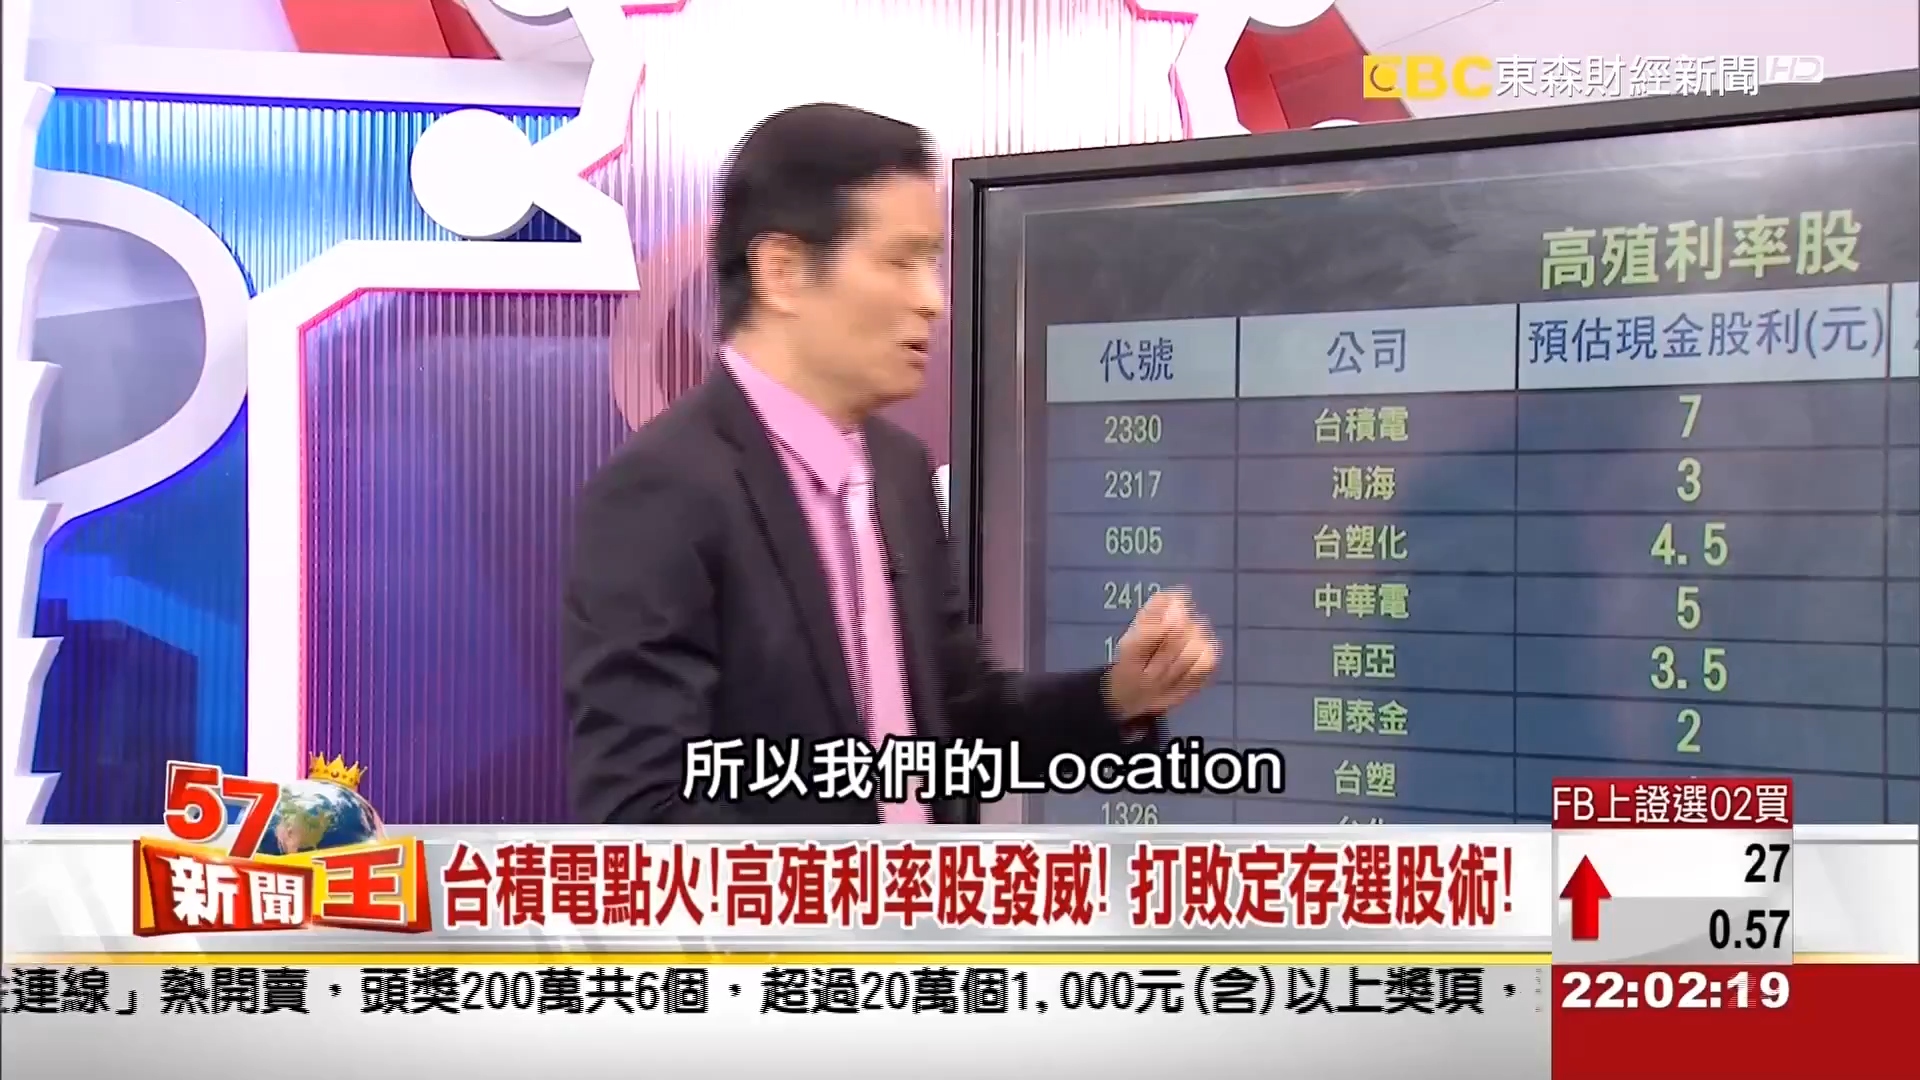 EBC東森財經新聞HD
高殖利率股
代號 公司 預估現金股利(元)
2330 台積電 7
2317 鴻海 3
6505 台塑化 4.5
241 中華電 5
南亞 3.5
國泰金 2
台塑
1326
所以我們的Location
57新聞王
台積電點火!高殖利率股發威! 打敗定存選股術!
FB上證選02買
27
0.57
連線」熱開賣，頭獎200萬共6個，超過20萬個1,000元(含)以上獎項，
22:02:19